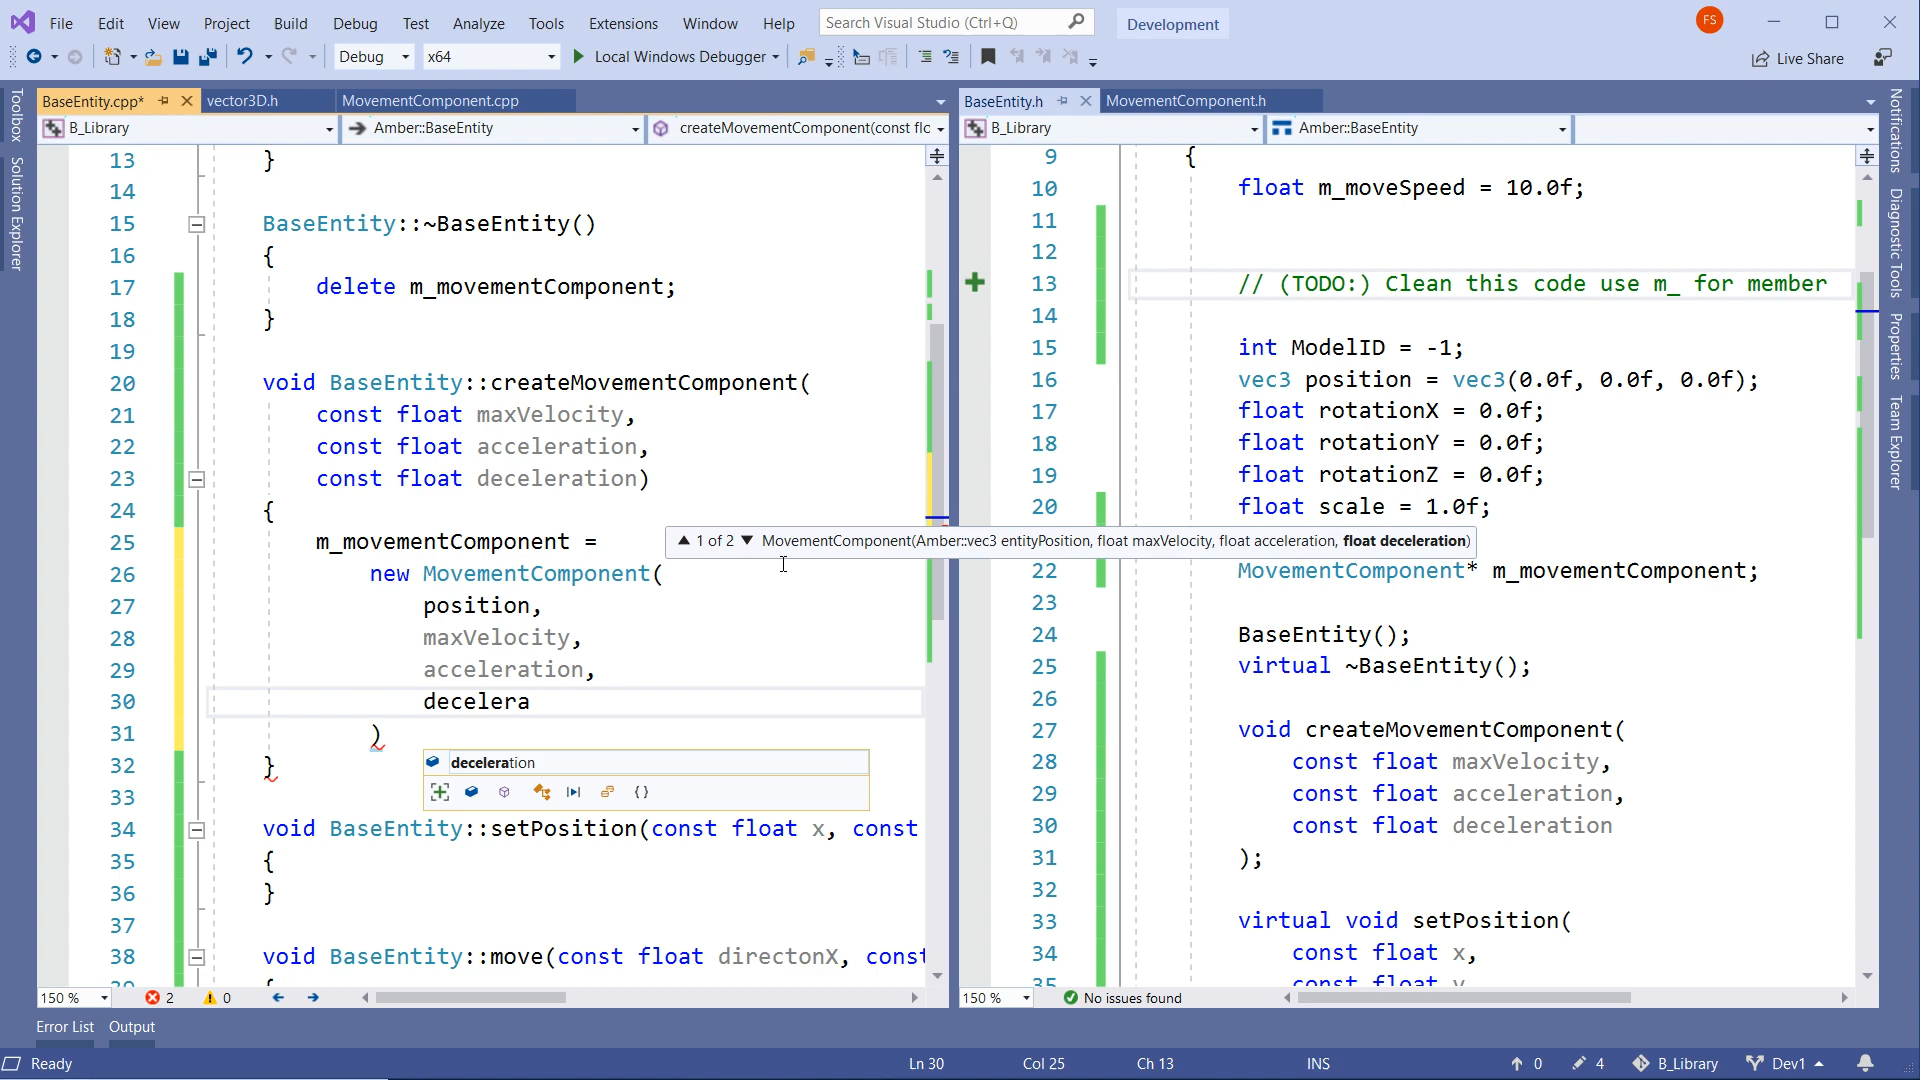 File Edit View Project Build Debug Test Analyze Tools Extensions Window Help Search Visual Studio (Ctrl+Q) Development FS
Debug x64 Local Windows Debugger Live Share
Toolbox
Solution Explorer
BaseEntity.cpp* vector3D.h MovementComponent.cpp
B_Library Amber::BaseEntity createMovementComponent(const flo
13 }
14
15 BaseEntity::~BaseEntity()
16 {
17 delete m_movementComponent;
18 }
19
20 void BaseEntity::createMovementComponent(
21 const float maxVelocity,
22 const float acceleration,
23 const float deceleration)
24 {
25 m_movementComponent =
1 of 2 MovementComponent(Amber::vec3 entityPosition, float maxVelocity, float acceleration, float deceleration)
26 new MovementComponent(
27 position,
28 maxVelocity,
29 acceleration,
30 decelera
31 )
deceleration
32 }
33
34 void BaseEntity::setPosition(const float x, const
35 {
36 }
37
38 void BaseEntity::move(const float directonX, const
39 {
150 % 2 0
BaseEntity.h MovementComponent.h
B_Library Amber::BaseEntity
9 {
10 float m_moveSpeed = 10.0f;
11
12
13 // (TODO:) Clean this code use m_ for member
14
15 int ModelID = -1;
16 vec3 position = vec3(0.0f, 0.0f, 0.0f);
17 float rotationX = 0.0f;
18 float rotationY = 0.0f;
19 float rotationZ = 0.0f;
20 float scale = 1.0f;
22 MovementComponent* m_movementComponent;
23
24 BaseEntity();
25 virtual ~BaseEntity();
26
27 void createMovementComponent(
28 const float maxVelocity,
29 const float acceleration,
30 const float deceleration
31 );
32
33 virtual void setPosition(
34 const float x,
35 const float y
150 % No issues found
Notifications
Diagnostic Tools
Properties
Team Explorer
Error List Output
Ready Ln 30 Col 25 Ch 13 INS 0 4 B_Library Dev1